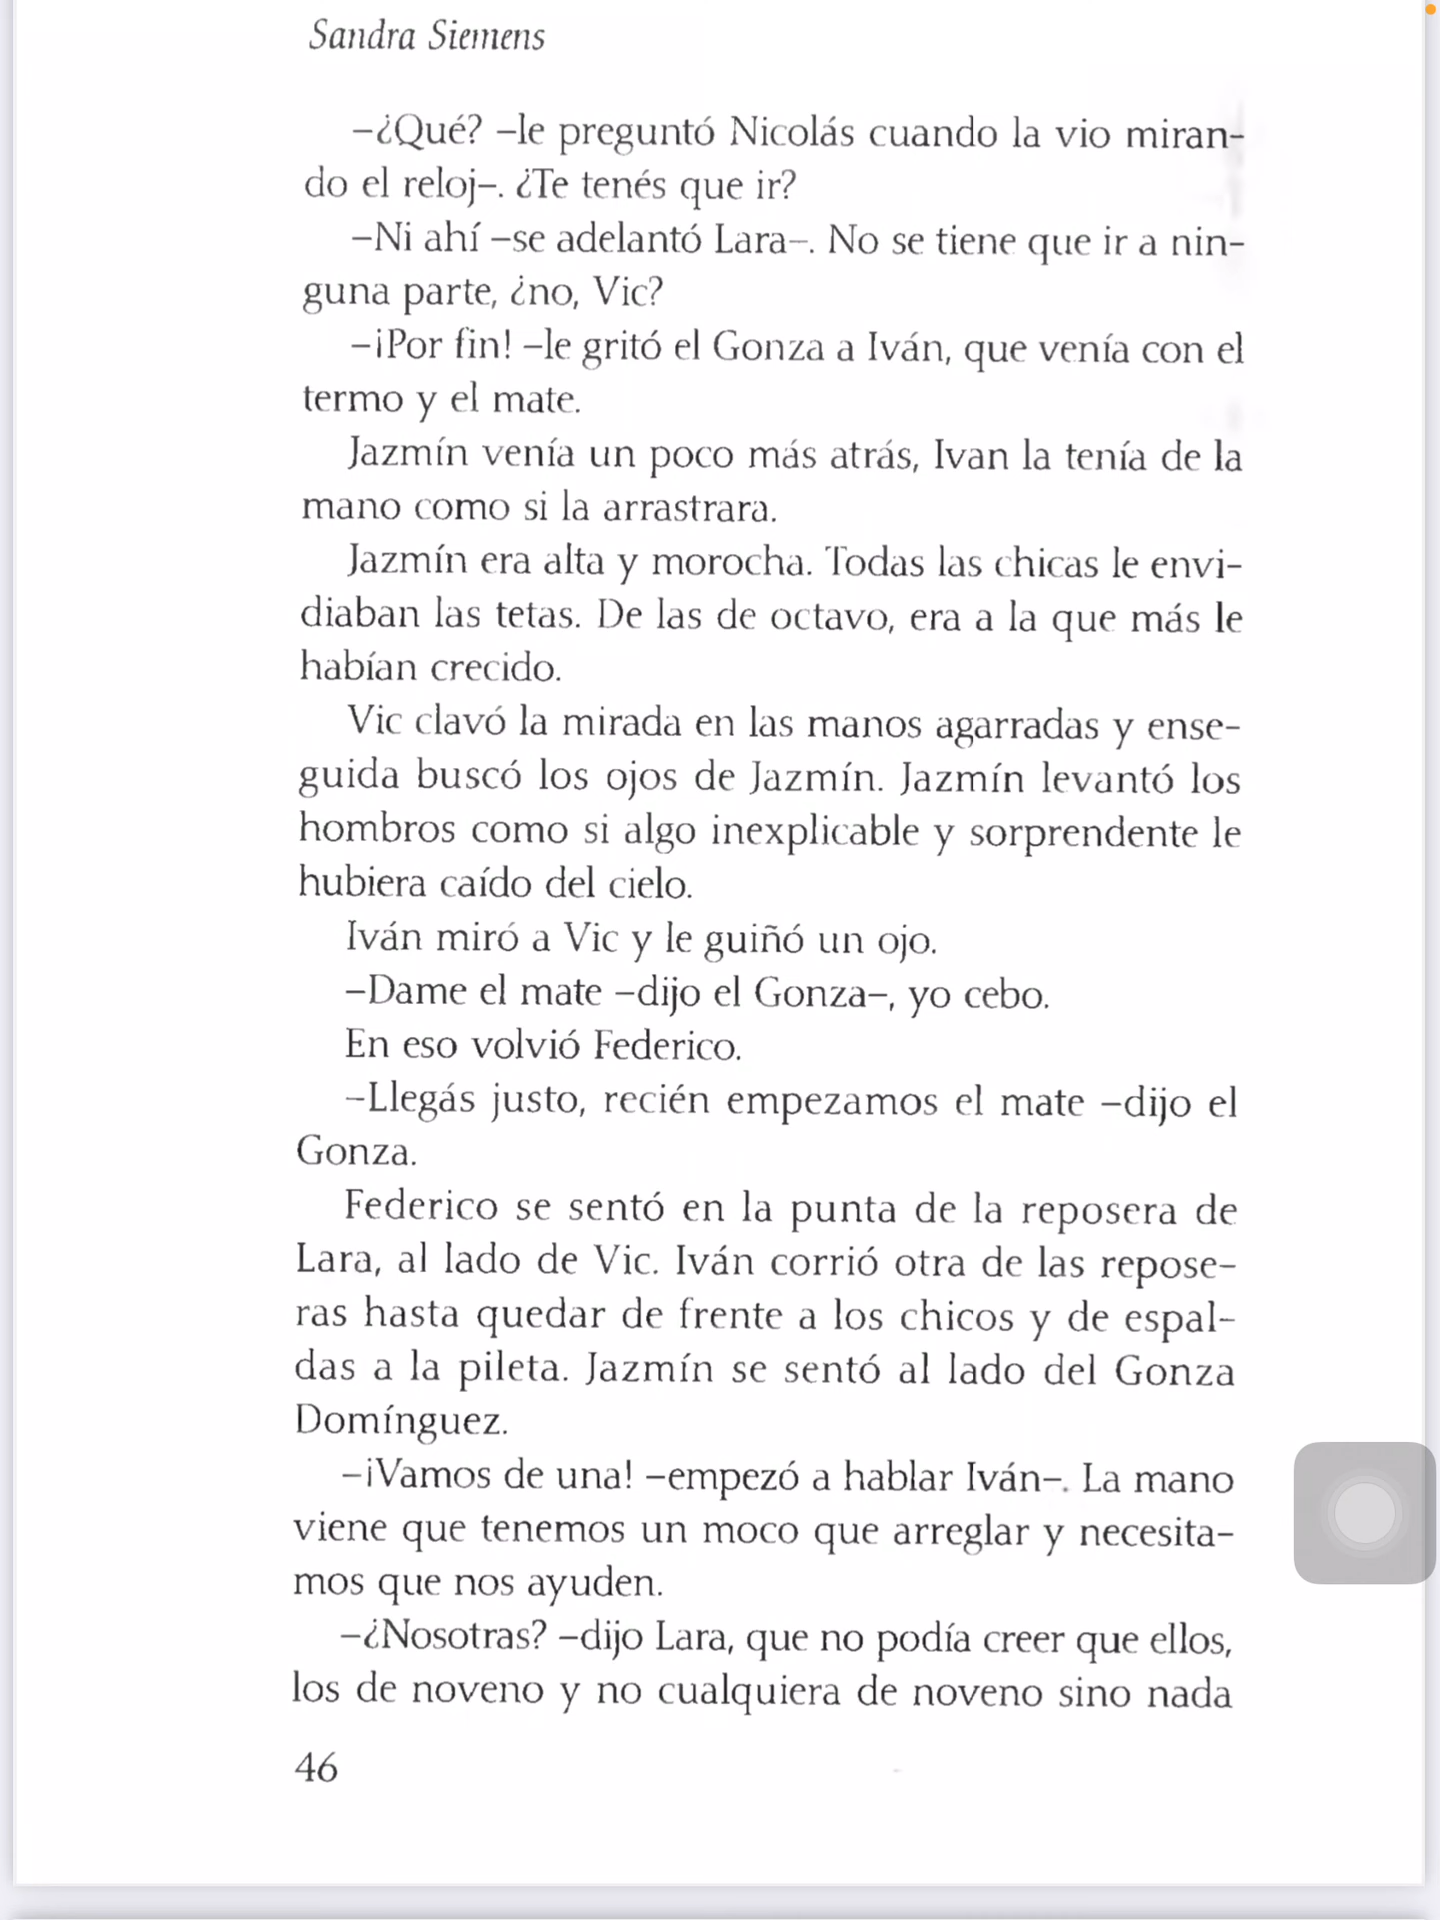 Sandra Siemens
–¿Qué? –le preguntó Nicolás cuando la vio miran-
do el reloj–. ¿Te tenés que ir?
–Ni ahí –se adelantó Lara–. No se tiene que ir a nin-
guna parte, ¿no, Vic?
–¡Por fin! –le gritó el Gonza a Iván, que venía con el
termo y el mate.
Jazmín venía un poco más atrás, Ivan la tenía de la
mano como si la arrastrara.
Jazmín era alta y morocha. Todas las chicas le envi-
diaban las tetas. De las de octavo, era a la que más le
habían crecido.
Vic clavó la mirada en las manos agarradas y ense-
guida buscó los ojos de Jazmín. Jazmín levantó los
hombros como si algo inexplicable y sorprendente le
hubiera caído del cielo.
Iván miró a Vic y le guiñó un ojo.
–Dame el mate –dijo el Gonza–, yo cebo.
En eso volvió Federico.
–Llegás justo, recién empezamos el mate –dijo el
Gonza.
Federico se sentó en la punta de la reposera de
Lara, al lado de Vic. Iván corrió otra de las repose-
ras hasta quedar de frente a los chicos y de espal-
das a la pileta. Jazmín se sentó al lado del Gonza
Domínguez.
–¡Vamos de una! –empezó a hablar Iván–. La mano
viene que tenemos un moco que arreglar y necesita-
mos que nos ayuden.
–¿Nosotras? –dijo Lara, que no podía creer que ellos,
los de noveno y no cualquiera de noveno sino nada
46